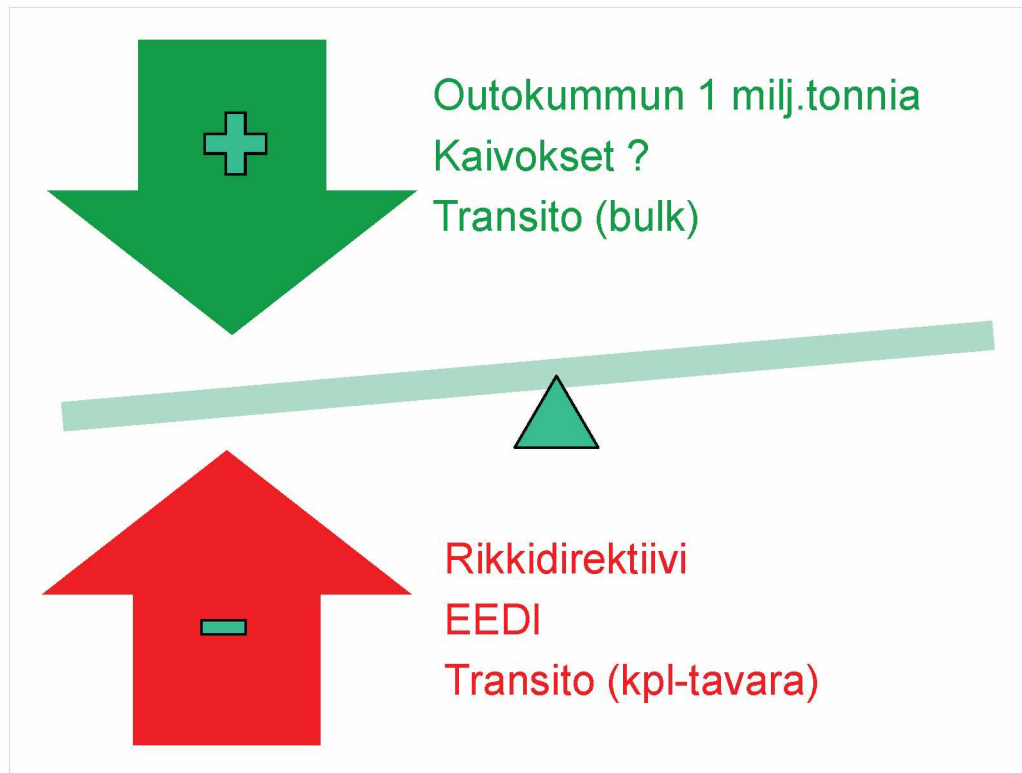 Outokummun 1 milj.tonnia
Kaivokset ?
Transito (bulk)
Rikkidirektiivi
EEDI
Transito (kpl-tavara)